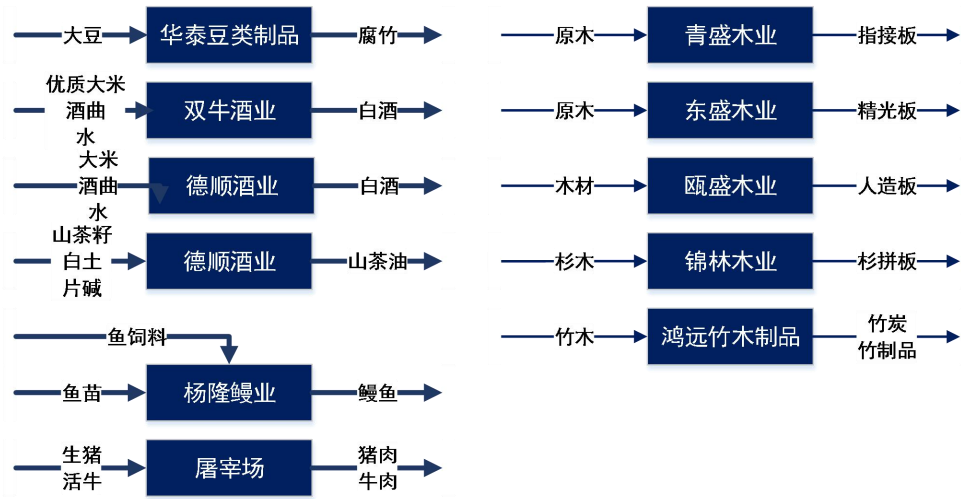 大豆
华泰豆类制品
腐竹
优质大米
酒曲
水
双牛酒业
白酒
大米
酒曲
水
德顺酒业
白酒
山茶籽
白土
片碱
德顺酒业
山茶油
鱼饲料
鱼苗
杨隆鳗业
鳗鱼
生猪
活牛
屠宰场
猪肉
牛肉
原木
青盛木业
指接板
原木
东盛木业
精光板
木材
瓯盛木业
人造板
杉木
锦林木业
杉拼板
竹木
鸿远竹木制品
竹炭
竹制品